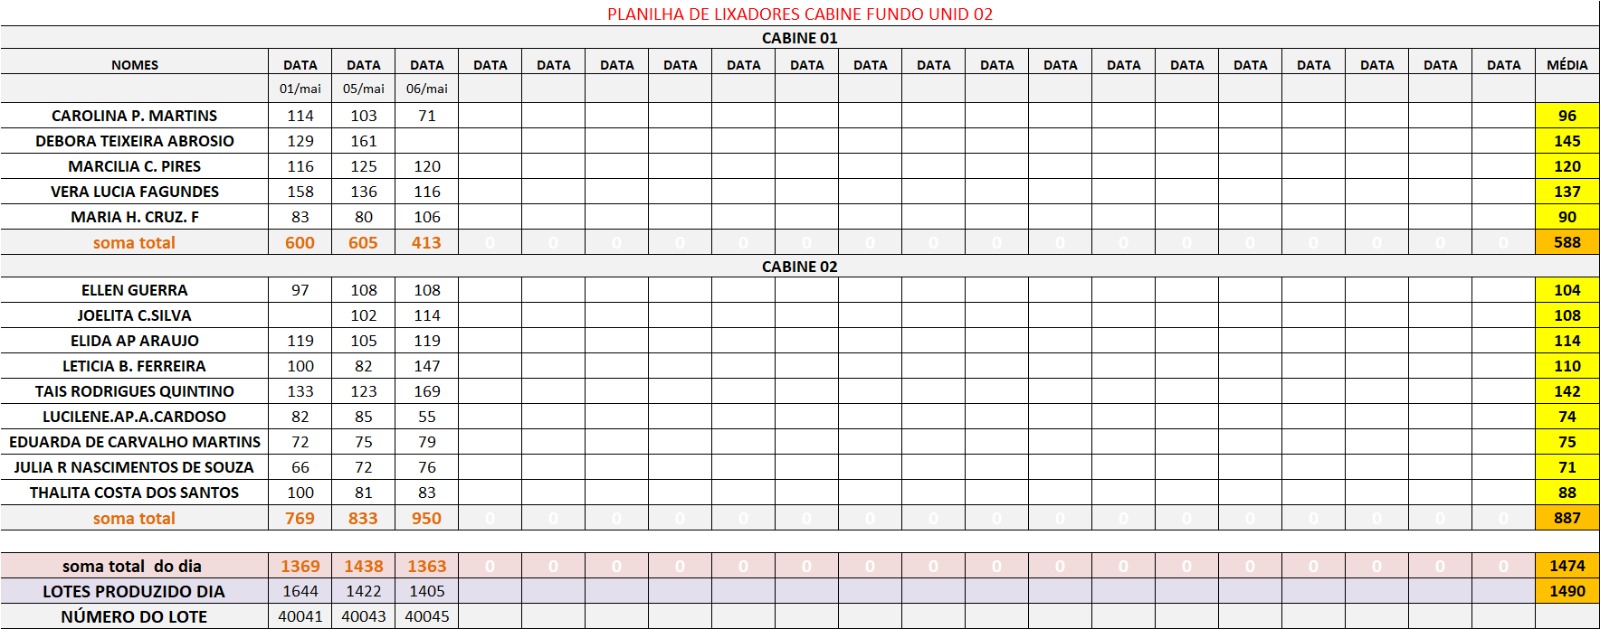 PLANILHA DE LIXADORES CABINE FUNDO UNID 02
CABINE 01
NOMES DATA DATA DATA DATA DATA DATA DATA DATA DATA DATA DATA DATA DATA DATA DATA DATA DATA DATA DATA DATA MÉDIA
01/mai 05/mai 06/mai
CAROLINA P. MARTINS 114 103 71 96
DEBORA TEIXEIRA ABROSIO 129 161 145
MARCILIA C. PIRES 116 125 120 120
VERA LUCIA FAGUNDES 158 136 116 137
MARIA H. CRUZ. F 83 80 106 90
soma total 600 605 413 0 0 0 0 0 0 0 0 0 0 0 0 0 0 0 0 0 588
CABINE 02
ELLEN GUERRA 97 108 108 104
JOELITA C.SILVA 102 114 108
ELIDA AP ARAUJO 119 105 119 114
LETICIA B. FERREIRA 100 82 147 110
TAIS RODRIGUES QUINTINO 133 123 169 142
LUCILENE.AP.A.CARDOSO 82 85 55 74
EDUARDA DE CARVALHO MARTINS 72 75 79 75
JULIA R NASCIMENTOS DE SOUZA 66 72 76 71
THALITA COSTA DOS SANTOS 100 81 83 88
soma total 769 833 950 0 0 0 0 0 0 0 0 0 0 0 0 0 0 0 0 0 887
soma total do dia 1369 1438 1363 0 0 0 0 0 0 0 0 0 0 0 0 0 0 0 0 0 1474
LOTES PRODUZIDO DIA 1644 1422 1405 1490
NÚMERO DO LOTE 40041 40043 40045